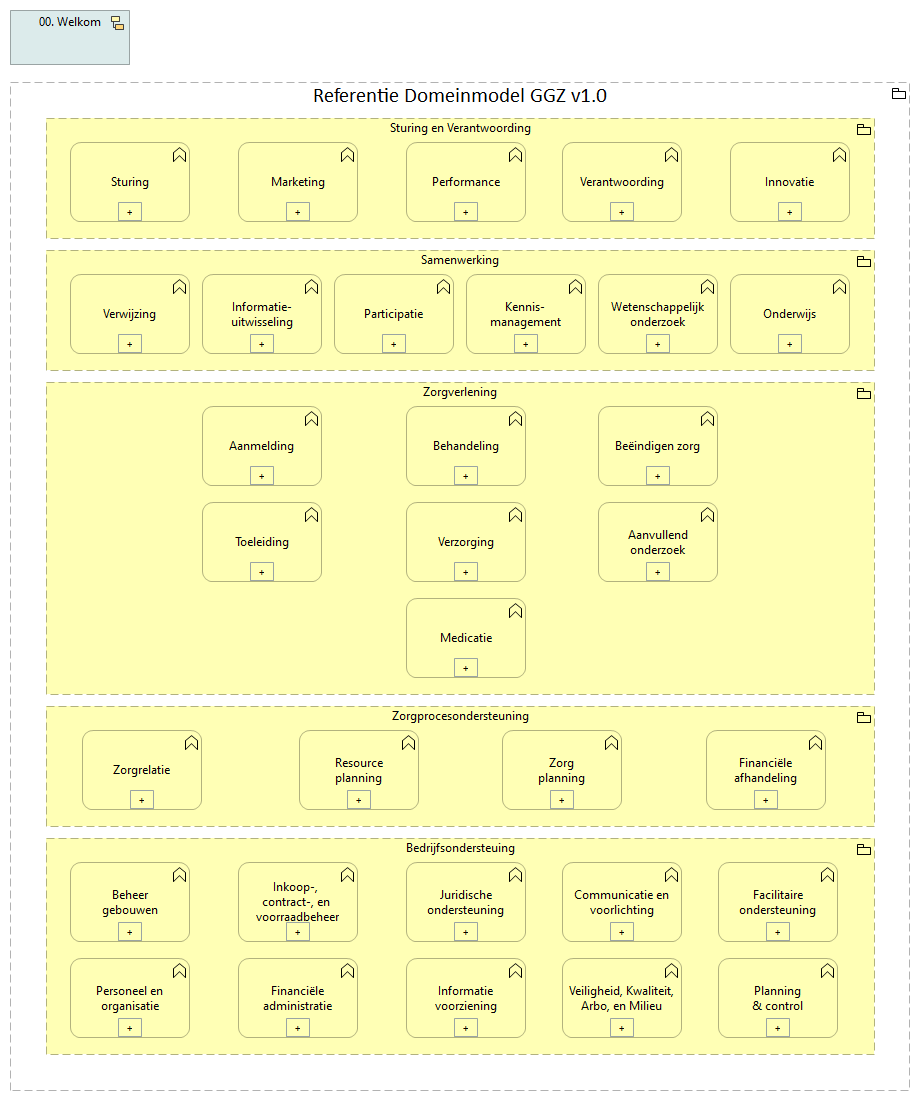 00. Welkom
Referentie Domeinmodel GGZ v1.0
Sturing en Verantwoording
Sturing
+
Marketing
+
Performance
+
Verantwoording
+
Innovatie
+
Samenwerking
Verwijzing
+
Informatie-
uitwisseling
+
Participatie
+
Kennis-
management
+
Wetenschappelijk
onderzoek
+
Onderwijs
+
Zorgverlening
Aanmelding
+
Behandeling
+
Beëindigen zorg
+
Toeleiding
+
Verzorging
+
Aanvullend
onderzoek
+
Medicatie
+
Zorgprocesondersteuning
Zorgrelatie
+
Resource
planning
+
Zorg
planning
+
Financiële
afhandeling
+
Bedrijfsondersteuing
Beheer
gebouwen
+
Inkoop-,
contract-, en
voorraadbeheer
+
Juridische
ondersteuning
+
Communicatie en
voorlichting
+
Facilitaire
ondersteuning
+
Personeel en
organisatie
+
Financiële
administratie
+
Informatie
voorziening
+
Veiligheid, Kwaliteit,
Arbo, en Milieu
+
Planning
& control
+